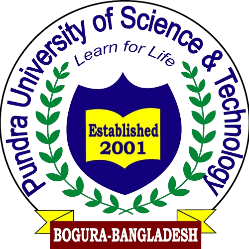 Pundra University of Science & Technology
Learn for Life
Established
2001
BOGURA-BANGLADESH